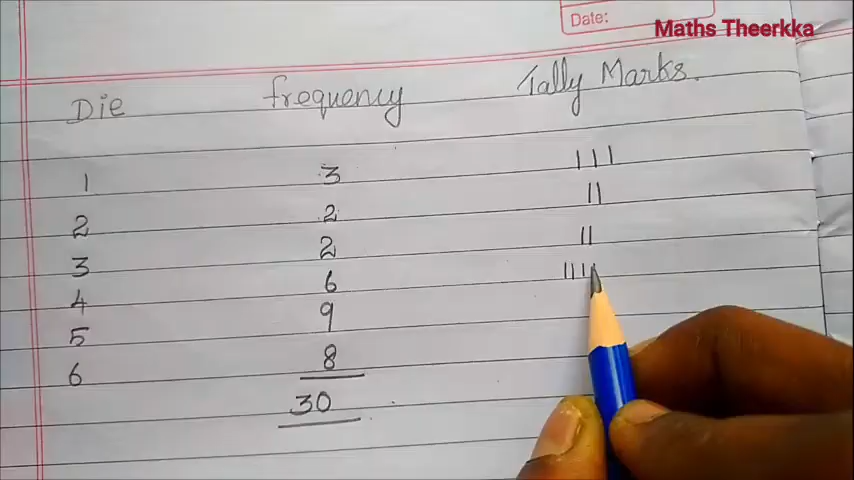 Date:
Maths Theerkka
Die frequency Tally Marks.
1 3 |||
2 2 ||
3 2 ||
4 6 ||||
5 9
6 8
30